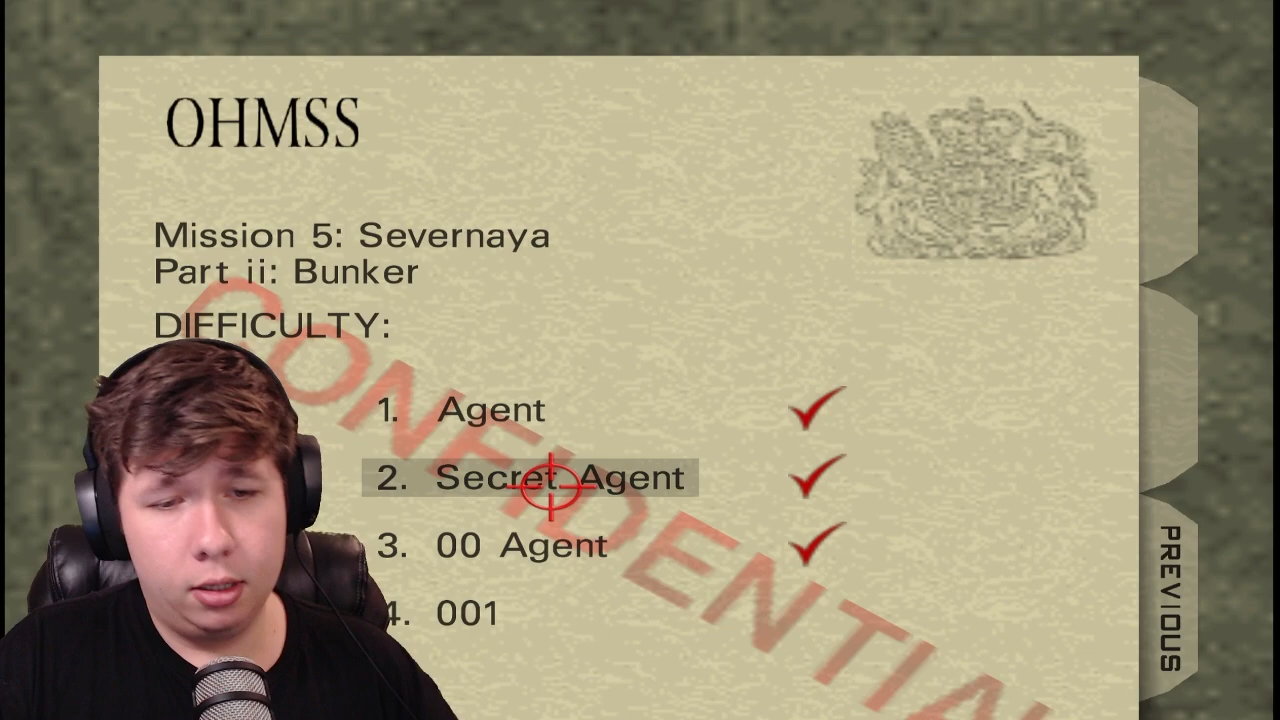 OHMSS
Mission 5: Severnaya
Part ii: Bunker
DIFFICULTY:
1. Agent
2. Secret Agent
3. 00 Agent
4. 001
CONFIDENTIAL
PREVIOUS